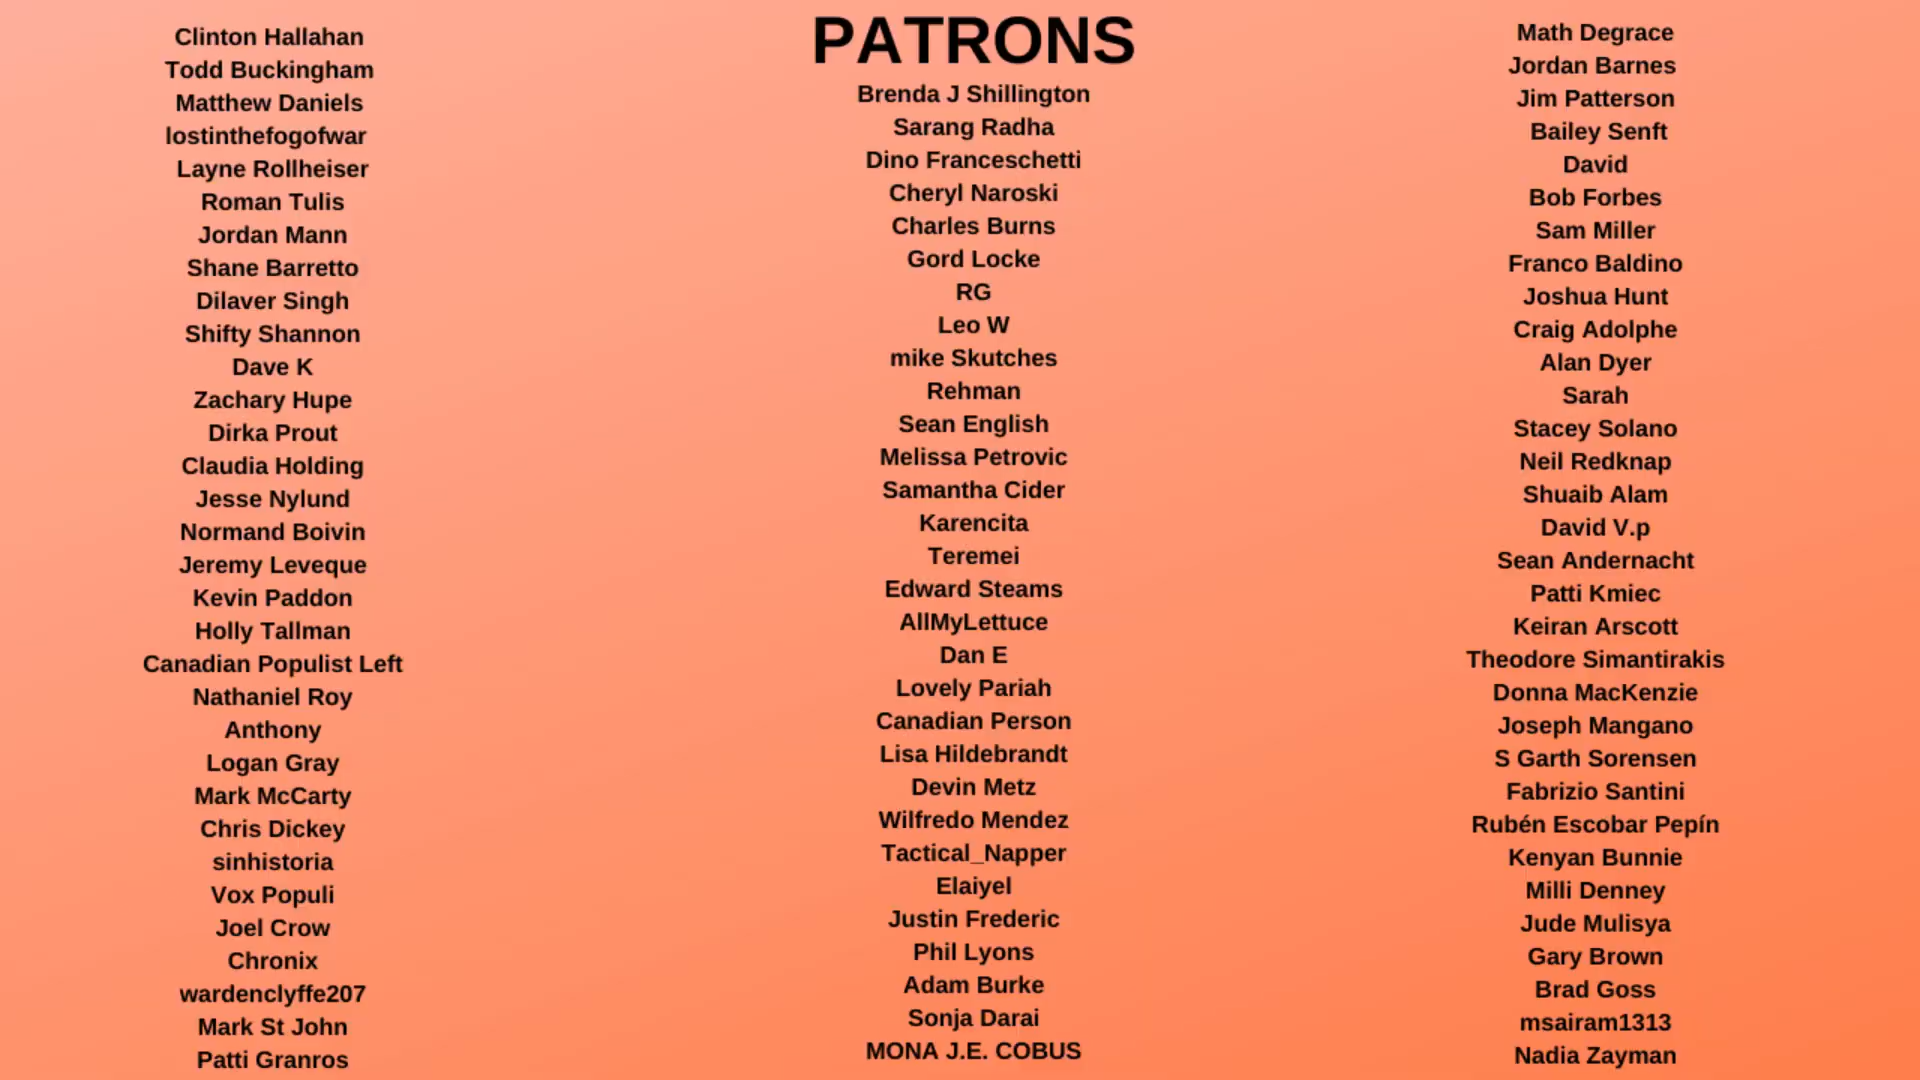 Clinton Hallahan
Todd Buckingham
Matthew Daniels
lostinthefogofwar
Layne Rollheiser
Roman Tulis
Jordan Mann
Shane Barretto
Dilaver Singh
Shifty Shannon
Dave K
Zachary Hupe
Dirka Prout
Claudia Holding
Jesse Nylund
Normand Boivin
Jeremy Leveque
Kevin Paddon
Holly Tallman
Canadian Populist Left
Nathaniel Roy
Anthony
Logan Gray
Mark McCarty
Chris Dickey
sinhistoria
Vox Populi
Joel Crow
Chronix
wardenclyffe207
Mark St John
Patti Granros
PATRONS
Brenda J Shillington
Sarang Radha
Dino Franceschetti
Cheryl Naroski
Charles Burns
Gord Locke
RG
Leo W
mike Skutches
Rehman
Sean English
Melissa Petrovic
Samantha Cider
Karencita
Teremei
Edward Steams
AllMyLettuce
Dan E
Lovely Pariah
Canadian Person
Lisa Hildebrandt
Devin Metz
Wilfredo Mendez
Tactical_Napper
Elaiyel
Justin Frederic
Phil Lyons
Adam Burke
Sonja Darai
MONA J.E. COBUS
Math Degrace
Jordan Barnes
Jim Patterson
Bailey Senft
David
Bob Forbes
Sam Miller
Franco Baldino
Joshua Hunt
Craig Adolphe
Alan Dyer
Sarah
Stacey Solano
Neil Redknap
Shuaib Alam
David V.p
Sean Andernacht
Patti Kmiec
Keiran Arscott
Theodore Simantirakis
Donna MacKenzie
Joseph Mangano
S Garth Sorensen
Fabrizio Santini
Rubén Escobar Pepín
Kenyan Bunnie
Milli Denney
Jude Mulisya
Gary Brown
Brad Goss
msairam1313
Nadia Zayman